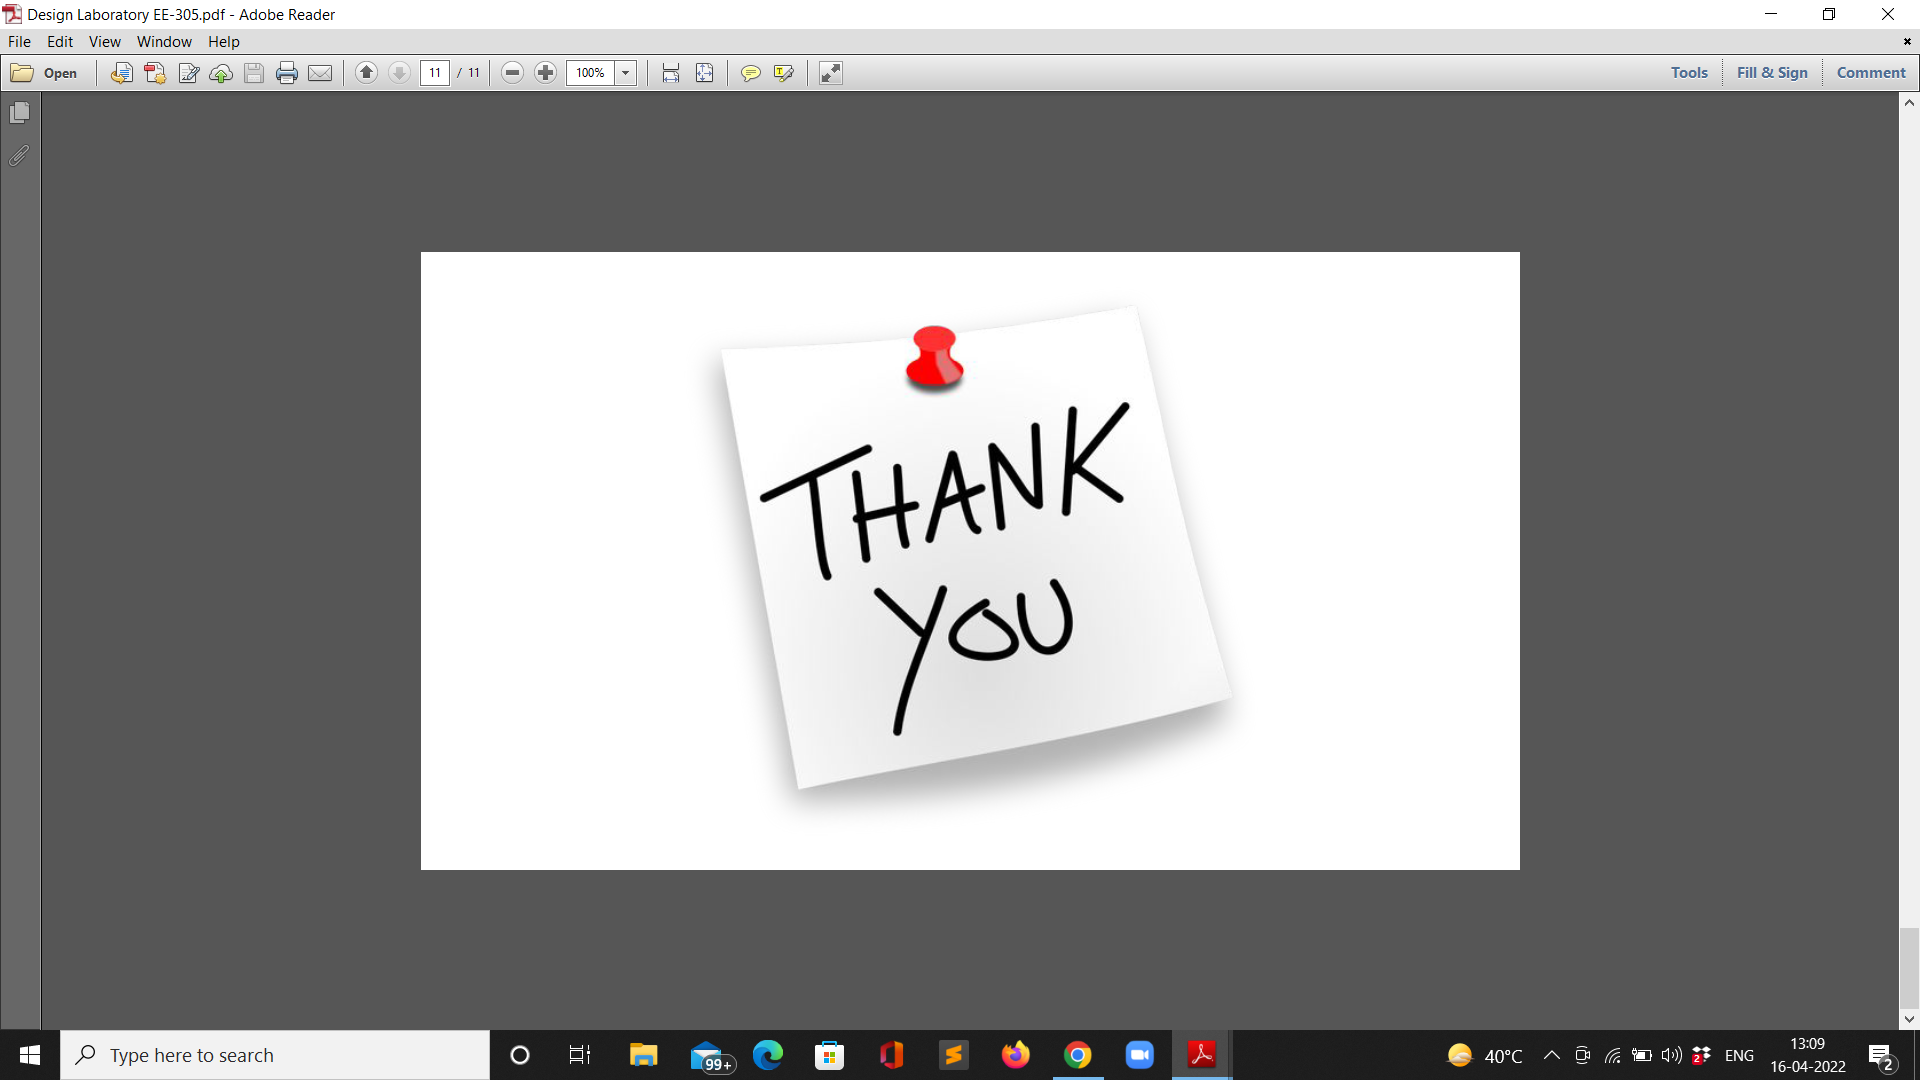 Design Laboratory EE-305.pdf - Adobe Reader
File Edit View Window Help
Open 11 / 11 100% Tools Fill & Sign Comment
THANK
YOU
Type here to search 99+ 40°C 2 ENG 13:09
16-04-2022 2